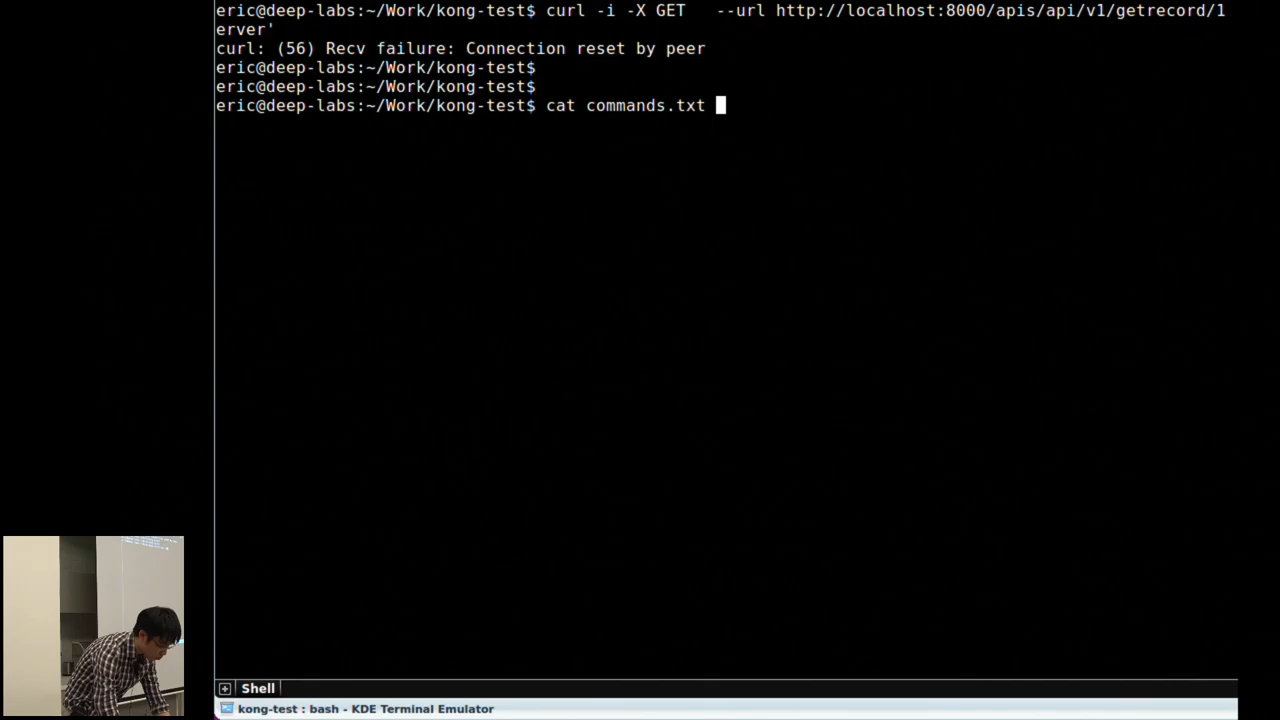 eric@deep-labs:~/Work/kong-test$ curl -i -X GET   --url http://localhost:8000/apis/api/v1/getrecord/1
erver'
curl: (56) Recv failure: Connection reset by peer
eric@deep-labs:~/Work/kong-test$
eric@deep-labs:~/Work/kong-test$
eric@deep-labs:~/Work/kong-test$ cat commands.txt
Shell
kong-test : bash - KDE Terminal Emulator